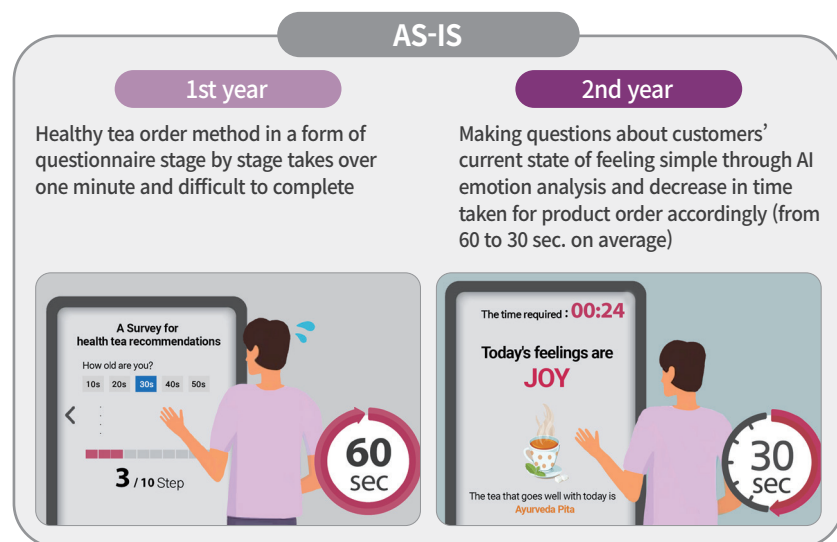 AS-IS
1st year
Healthy tea order method in a form of
questionnaire stage by stage takes over
one minute and difficult to complete
A Survey for
health tea recommendations
How old are you?
10s 20s 30s 40s 50s
3 / 10 Step
60
sec
2nd year
Making questions about customers’
current state of feeling simple through AI
emotion analysis and decrease in time
taken for product order accordingly (from
60 to 30 sec. on average)
The time required : 00:24
Today's feelings are
JOY
The tea that goes well with today is
Ayurveda Pita
30
sec